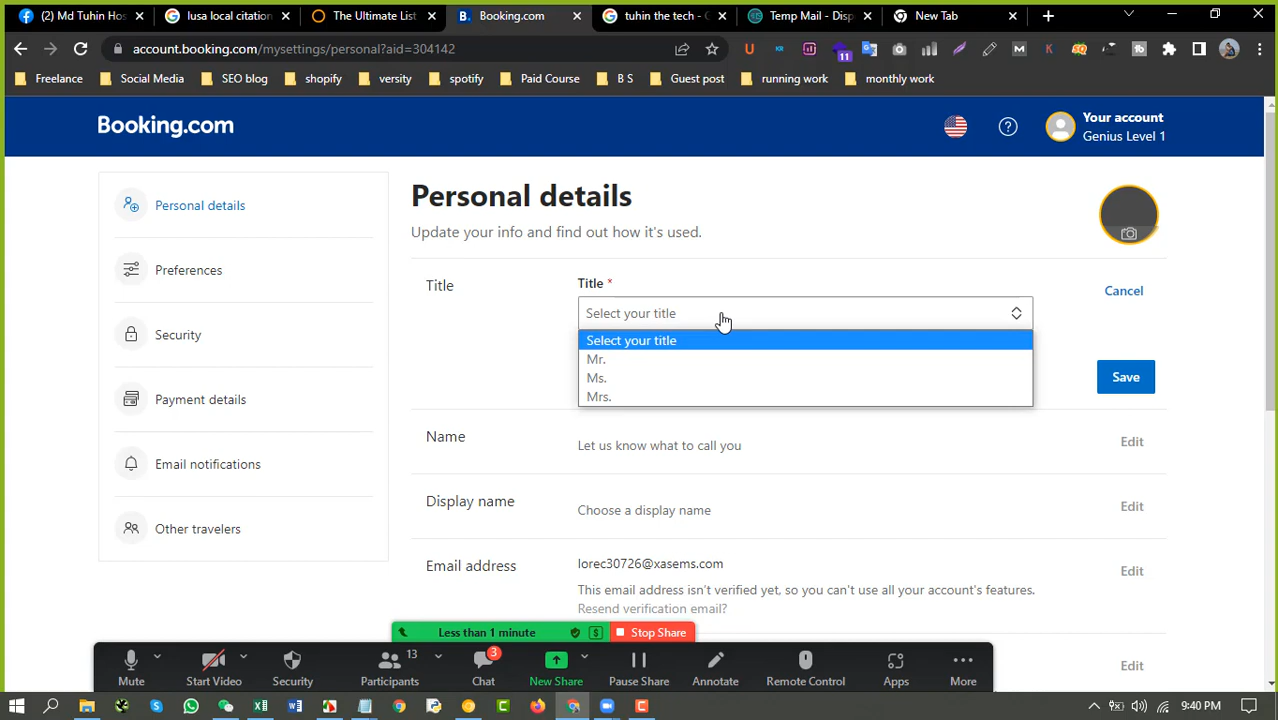 (1) Md Tuhin Hos
lusa local citation
The Ultimate List
B.
Booking.com
tuhin the tech - G
Temp Mail - Disp
New Tab
account.booking.com/mysettings/personal?aid=304142
11
Freelance
Social Media
SEO blog
shopify
versity
spotify
Paid Course
B S
Guest post
running work
monthly work
Booking.com
Your account
Genius Level 1
Personal details
Preferences
Security
Payment details
Email notifications
Other travelers
Personal details
Update your info and find out how it's used.
Title
Title *
Cancel
Select your title
Select your title
Mr.
Ms.
Mrs.
Save
Name
Let us know what to call you
Edit
Display name
Choose a display name
Edit
Email address
lorec30726@xasems.com
Edit
This email address isn't verified yet, so you can't use all your account's features.
Resend verification email?
Less than 1 minute
Stop Share
Edit
Mute
Start Video
Security
13
Participants
3
Chat
New Share
Pause Share
Annotate
Remote Control
Apps
More
9:40 PM